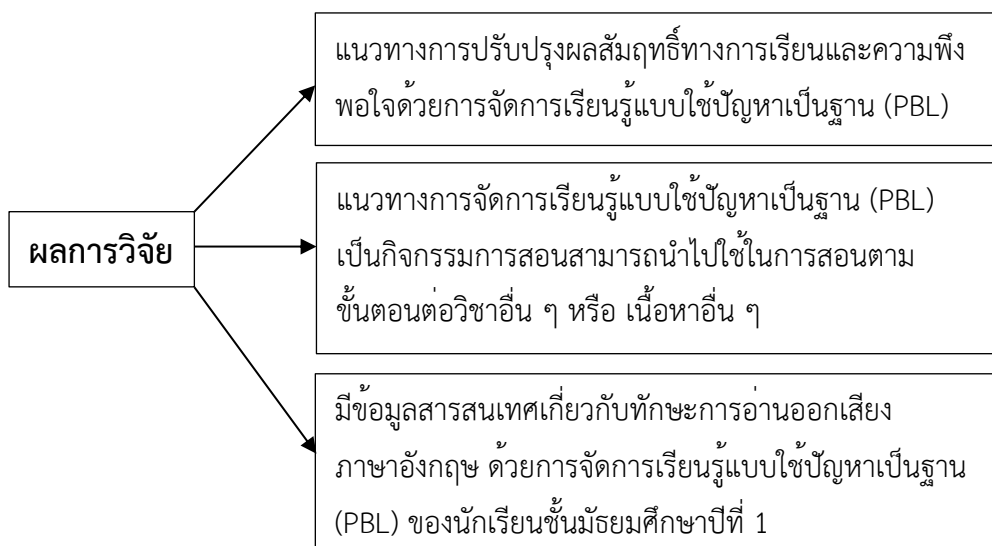 แนวทางการปรับปรุงผลสัมฤทธิ์ทางการเรียนและความพึง
พอใจด้วยการจัดการเรียนรู้แบบใช้ปัญหาเป็นฐาน (PBL)
ผลการวิจัย
แนวทางการจัดการเรียนรู้แบบใช้ปัญหาเป็นฐาน (PBL)
เป็นกิจกรรมการสอนสามารถนำไปใช้ในการสอนตาม
ขั้นตอนต่อวิชาอื่น ๆ หรือ เนื้อหาอื่น ๆ
มีข้อมูลสารสนเทศเกี่ยวกับทักษะการอ่านออกเสียง
ภาษาอังกฤษ ด้วยการจัดการเรียนรู้แบบใช้ปัญหาเป็นฐาน
(PBL) ของนักเรียนชั้นมัธยมศึกษาปีที่ 1